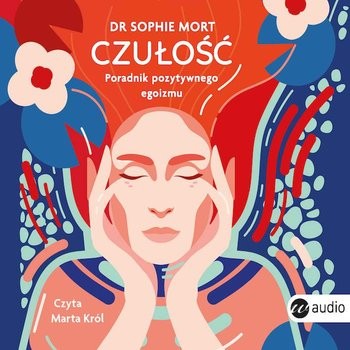 DR SOPHIE MORT
CZUŁOŚĆ
Poradnik pozytywnego
egoizmu
Czyta
Marta Król
audio